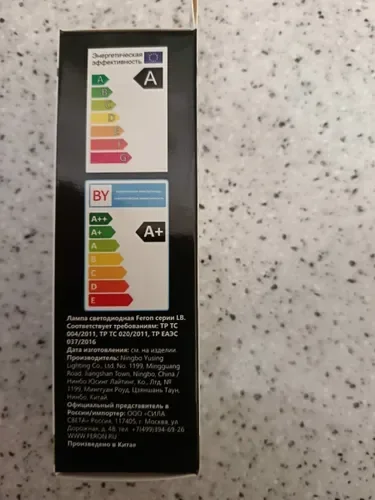 Энергетическая
эффективность
A
A
B
C
D
E
F
G
BY
A++
A+
A
B
C
D
E
A+
Лампа светодиодная Feron серии LB.
Соответствует требованиям: ТР ТС
004/2011, ТР ТС 020/2011, ТР ЕАЭС
037/2016
Дата изготовления: см. на изделии
Производитель: Ningbo Yusing
Lighting Co., Ltd, No. 1199, Mingguang
Road, Jiangshan Town, Ningbo, China /
Нинбо Юсинг Лайтинг, Ко., Лтд, №
1199, Мингуан Роуд, Цзяншань Таун,
Нинбо, Китай
Официальный представитель в
России/импортер: ООО «СИЛА
СВЕТА» Россия, 117405, г. Москва, ул.
Дорожная, д. 48, тел. +7(499)394-69-26
WWW.FERON.RU
Произведено в Китае